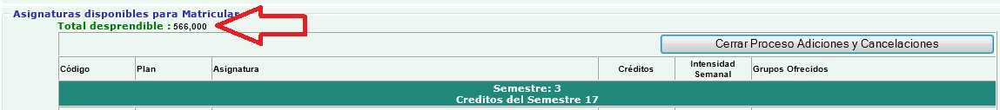 Asignaturas disponibles para Matricular
Total desprendible : 566,000
Cerrar Proceso Adiciones y Cancelaciones
Código Plan Asignatura Créditos Intensidad Semanal Grupos Ofrecidos
Semestre: 3
Creditos del Semestre 17